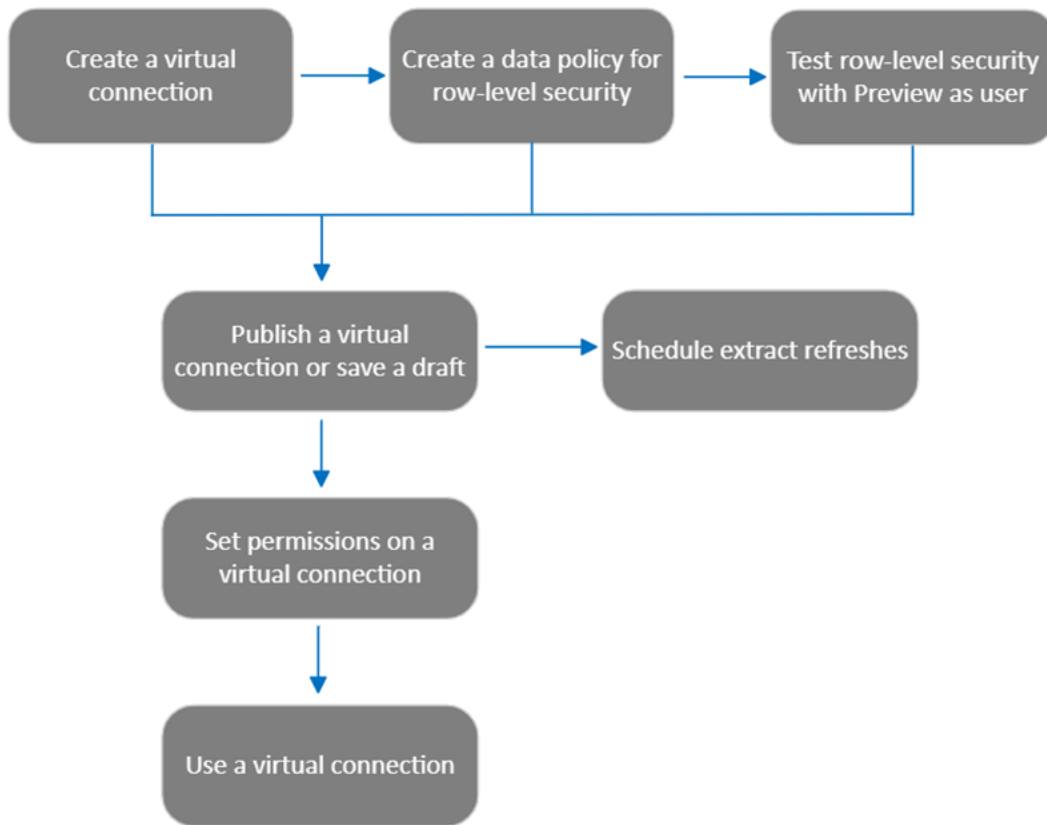 Create a virtual
connection
Create a data policy for
row-level security
Test row-level security
with Preview as user
Publish a virtual
connection or save a draft
Schedule extract refreshes
Set permissions on a
virtual connection
Use a virtual connection